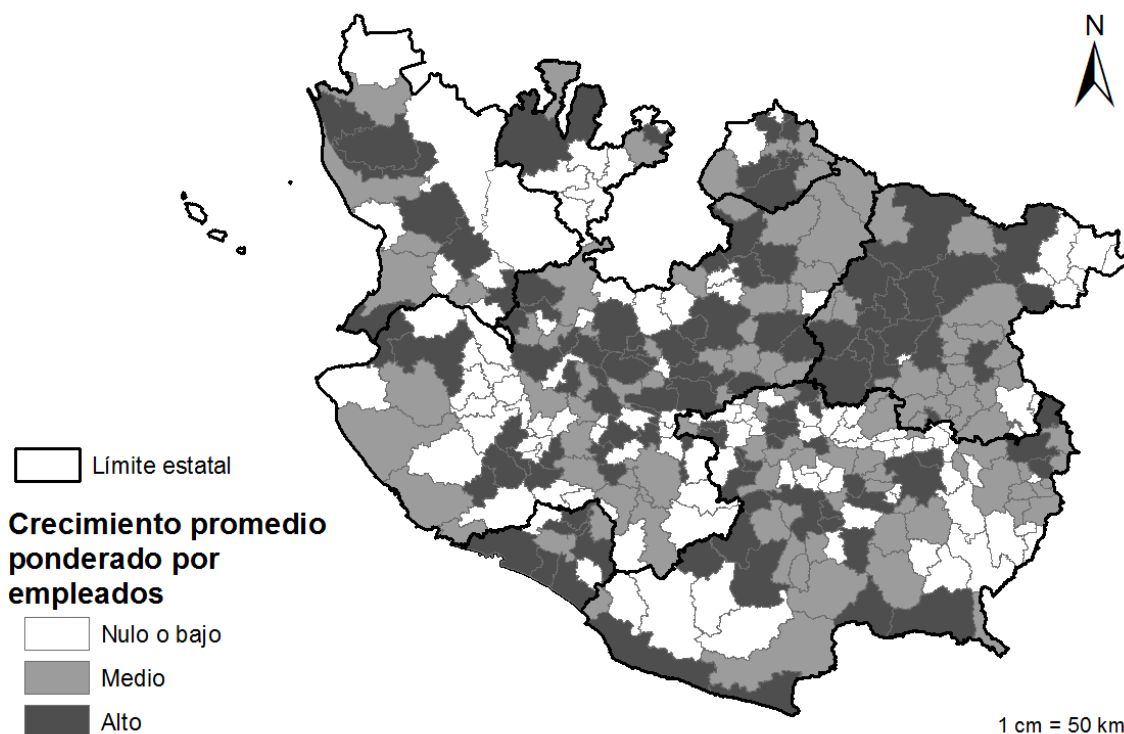 N
Límite estatal
Crecimiento promedio
ponderado por
empleados
Nulo o bajo
Medio
Alto
1 cm = 50 km